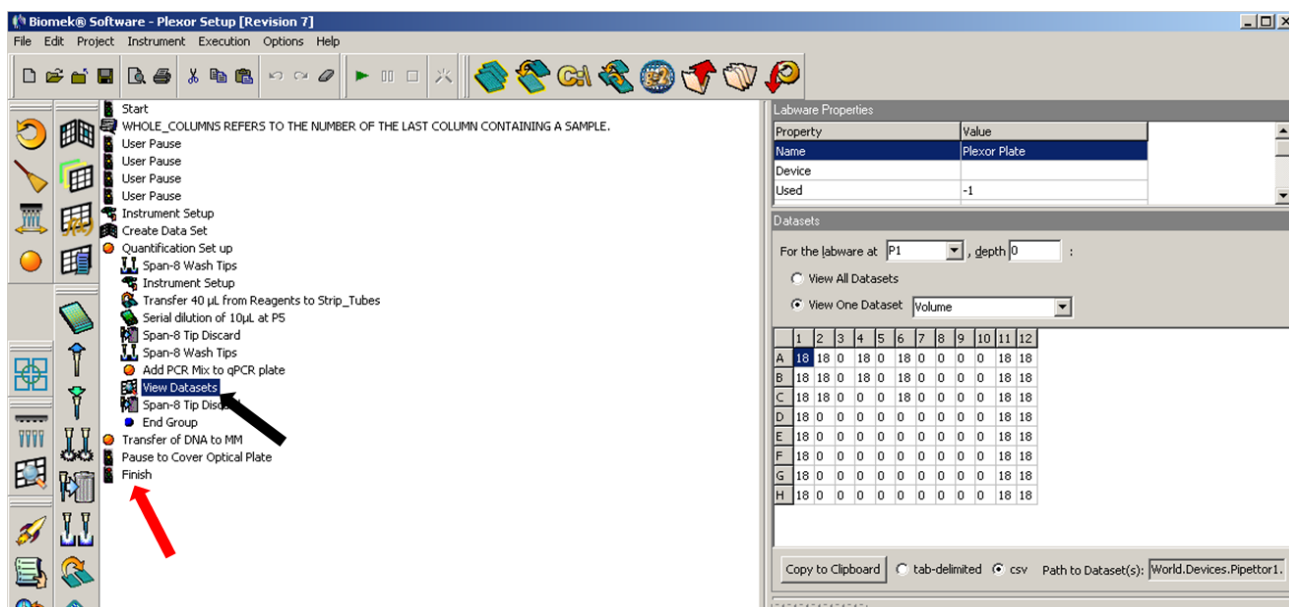 Biomek® Software - Plexor Setup [Revision 7]
File Edit Project Instrument Execution Options Help
Start
WHOLE_COLUMNS REFERS TO THE NUMBER OF THE LAST COLUMN CONTAINING A SAMPLE.
User Pause
User Pause
User Pause
User Pause
Instrument Setup
Create Data Set
Quantification Set up
Span-8 Wash Tips
Instrument Setup
Transfer 40 µL from Reagents to Strip_Tubes
Serial dilution of 10µL at P5
Span-8 Tip Discard
Span-8 Wash Tips
Add PCR Mix to qPCR plate
View Datasets
Span-8 Tip
End Group
Transfer of DNA to MM
Pause to Cover Optical Plate
Finish
Labware Properties
Property Value
Name Plexor Plate
Device
Used -1
Datasets
For the labware at P1 , depth 0 :
View All Datasets
View One Dataset Volume
1 2 3 4 5 6 7 8 9 10 11 12
A 18 18 0 18 0 18 0 0 0 0 18 18
B 18 18 0 18 0 18 0 0 0 0 18 18
C 18 18 0 0 0 18 0 0 0 0 18 18
D 18 0 0 0 0 0 0 0 0 0 18 18
E 18 0 0 0 0 0 0 0 0 0 18 18
F 18 0 0 0 0 0 0 0 0 0 18 18
G 18 0 0 0 0 0 0 0 0 0 18 18
H 18 0 0 0 0 0 0 0 0 0 18 18
Copy to Clipboard tab-delimited csv Path to Dataset(s): World.Devices.Pipettor1.